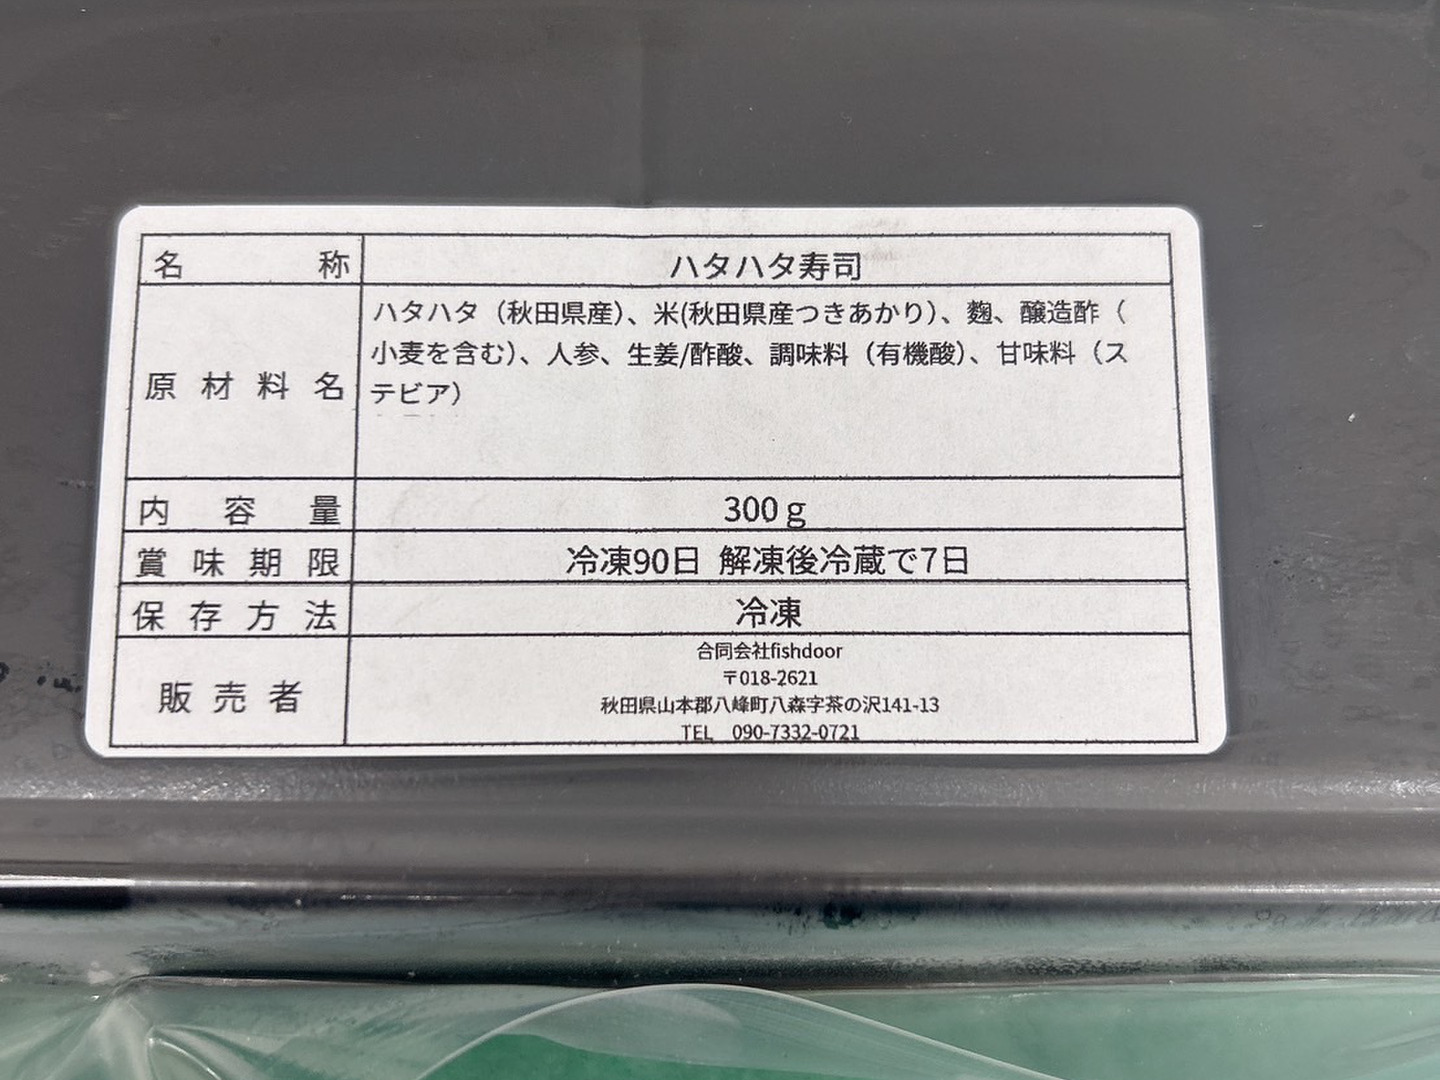 名称 ハタハタ寿司
原材料名 ハタハタ（秋田県産）、米(秋田県産つきあかり）、麹、醸造酢（
小麦を含む）、人参、生姜/酢酸、調味料（有機酸）、甘味料（ス
テビア）
内容量 300ｇ
賞味期限 冷凍90日 解凍後冷蔵で7日
保存方法 冷凍
販売者 合同会社fishdoor
〒018-2621
秋田県山本郡八峰町八森字茶の沢141-13
TEL 090-7332-0721